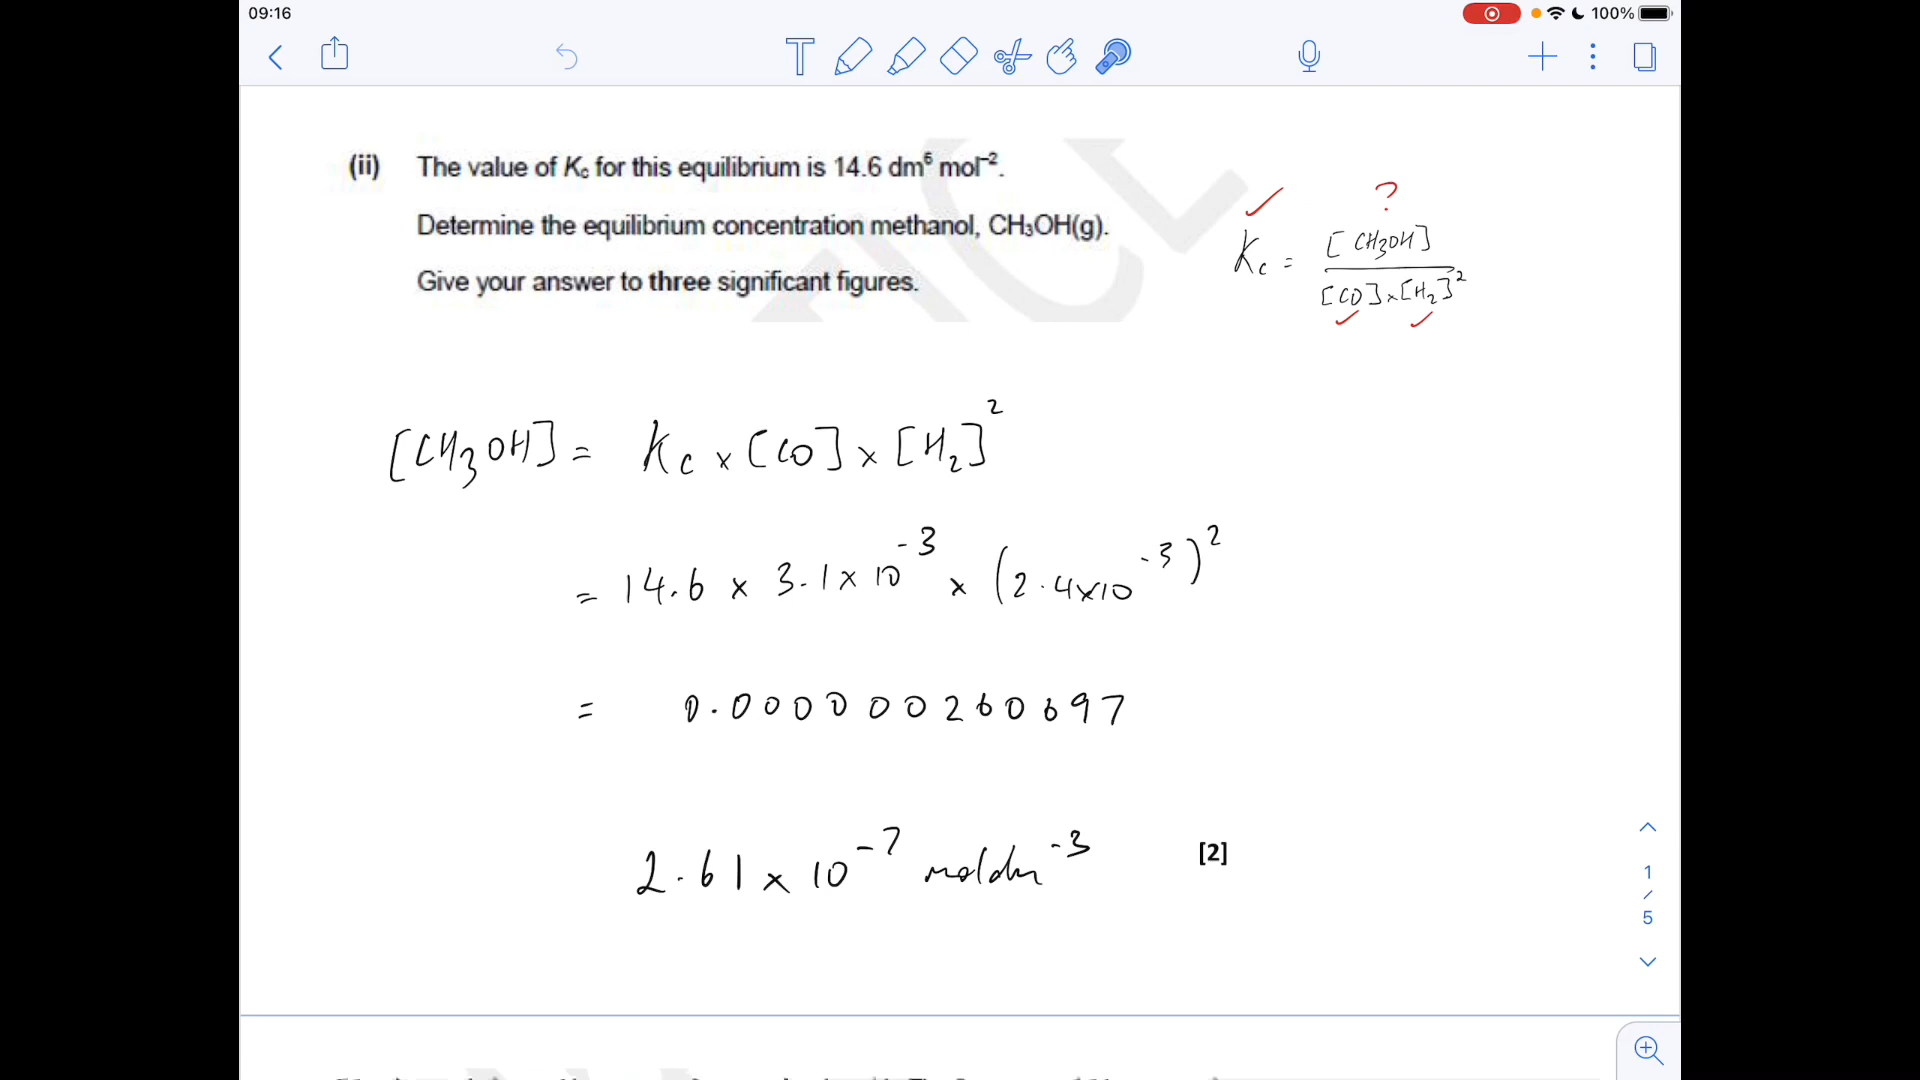 09:16
100%
(ii) The value of Kc for this equilibrium is 14.6 dm⁶ mol⁻².
Determine the equilibrium concentration methanol, CH₃OH(g).
Give your answer to three significant figures.
?
Kc = [CH₃OH] / [CO]×[H₂]²
[CH₃OH] = Kc × [CO] × [H₂]²
= 14.6 × 3.1×10⁻³ × (2.4×10⁻³)²
= 0.000000260697
2.61 × 10⁻⁷ moldm⁻³ [2]
1
/
5